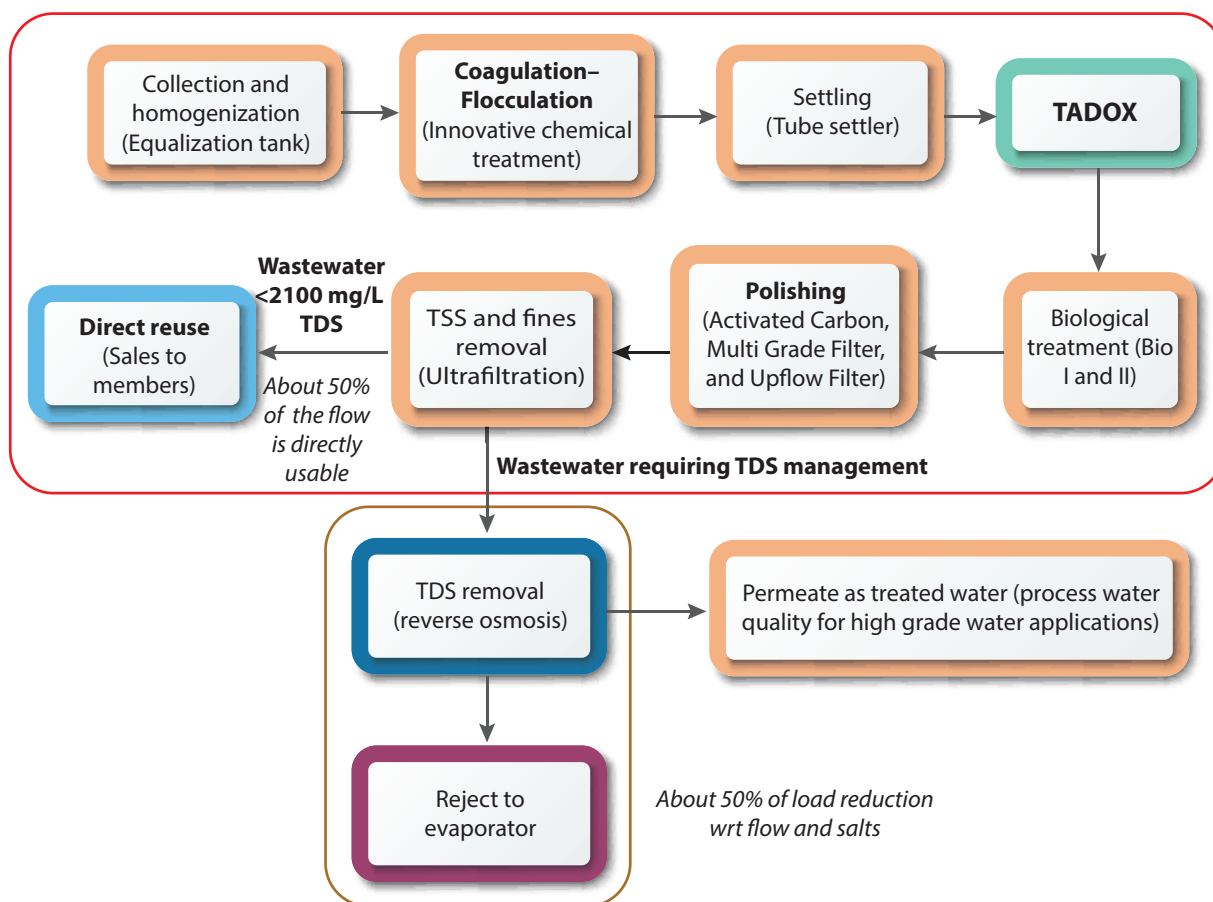 Collection and
homogenization
(Equalization tank)
Coagulation–
Flocculation
(Innovative chemical
treatment)
Settling
(Tube settler)
TADOX
Biological
treatment (Bio
I and II)
Polishing
(Activated Carbon,
Multi Grade Filter,
and Upflow Filter)
TSS and fines
removal
(Ultrafiltration)
Wastewater
<2100 mg/L
TDS
About 50%
of the flow
is directly
usable
Direct reuse
(Sales to
members)
Wastewater requiring TDS management
TDS removal
(reverse osmosis)
Permeate as treated water (process water
quality for high grade water applications)
Reject to
evaporator
About 50% of load reduction
wrt flow and salts